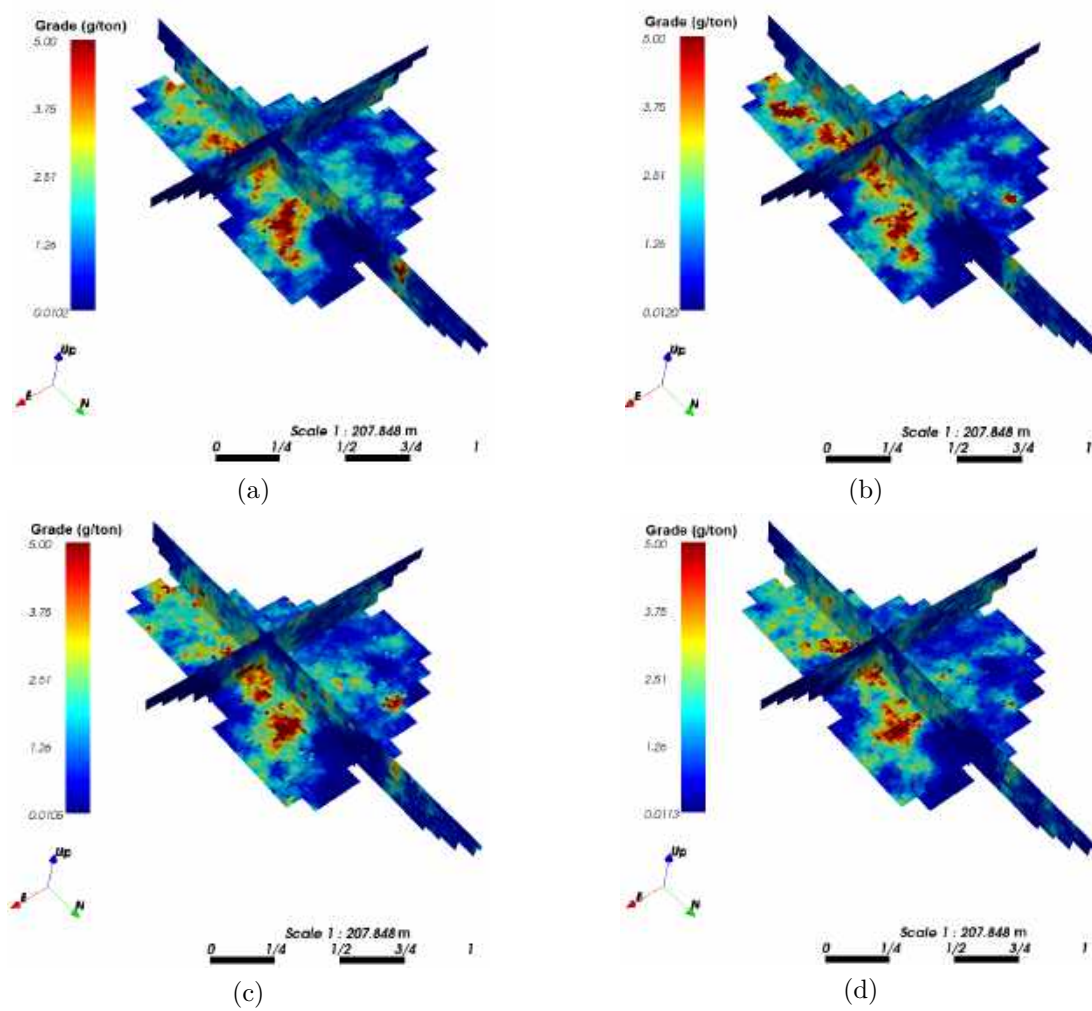 Grade (g/ton)
5.00
3.75
2.51
1.26
0.0102
Up
E
N
Scale 1 : 207.848 m
0 1/4 1/2 3/4 1
(a)
Grade (g/ton)
5.00
3.75
2.51
1.26
0.0120
Up
E
N
Scale 1 : 207.848 m
0 1/4 1/2 3/4 1
(b)
Grade (g/ton)
5.00
3.75
2.51
1.26
0.0105
Up
E
N
Scale 1 : 207.848 m
0 1/4 1/2 3/4 1
(c)
Grade (g/ton)
5.00
3.75
2.51
1.26
0.0113
Up
E
N
Scale 1 : 207.848 m
0 1/4 1/2 3/4 1
(d)